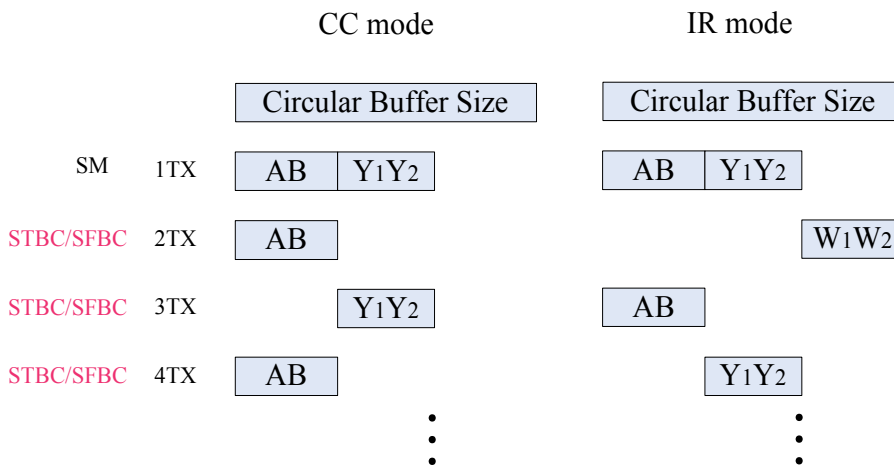 CC mode IR mode
Circular Buffer Size Circular Buffer Size
SM 1TX AB Y1Y2 AB Y1Y2
STBC/SFBC 2TX AB W1W2
STBC/SFBC 3TX Y1Y2 AB
STBC/SFBC 4TX AB Y1Y2